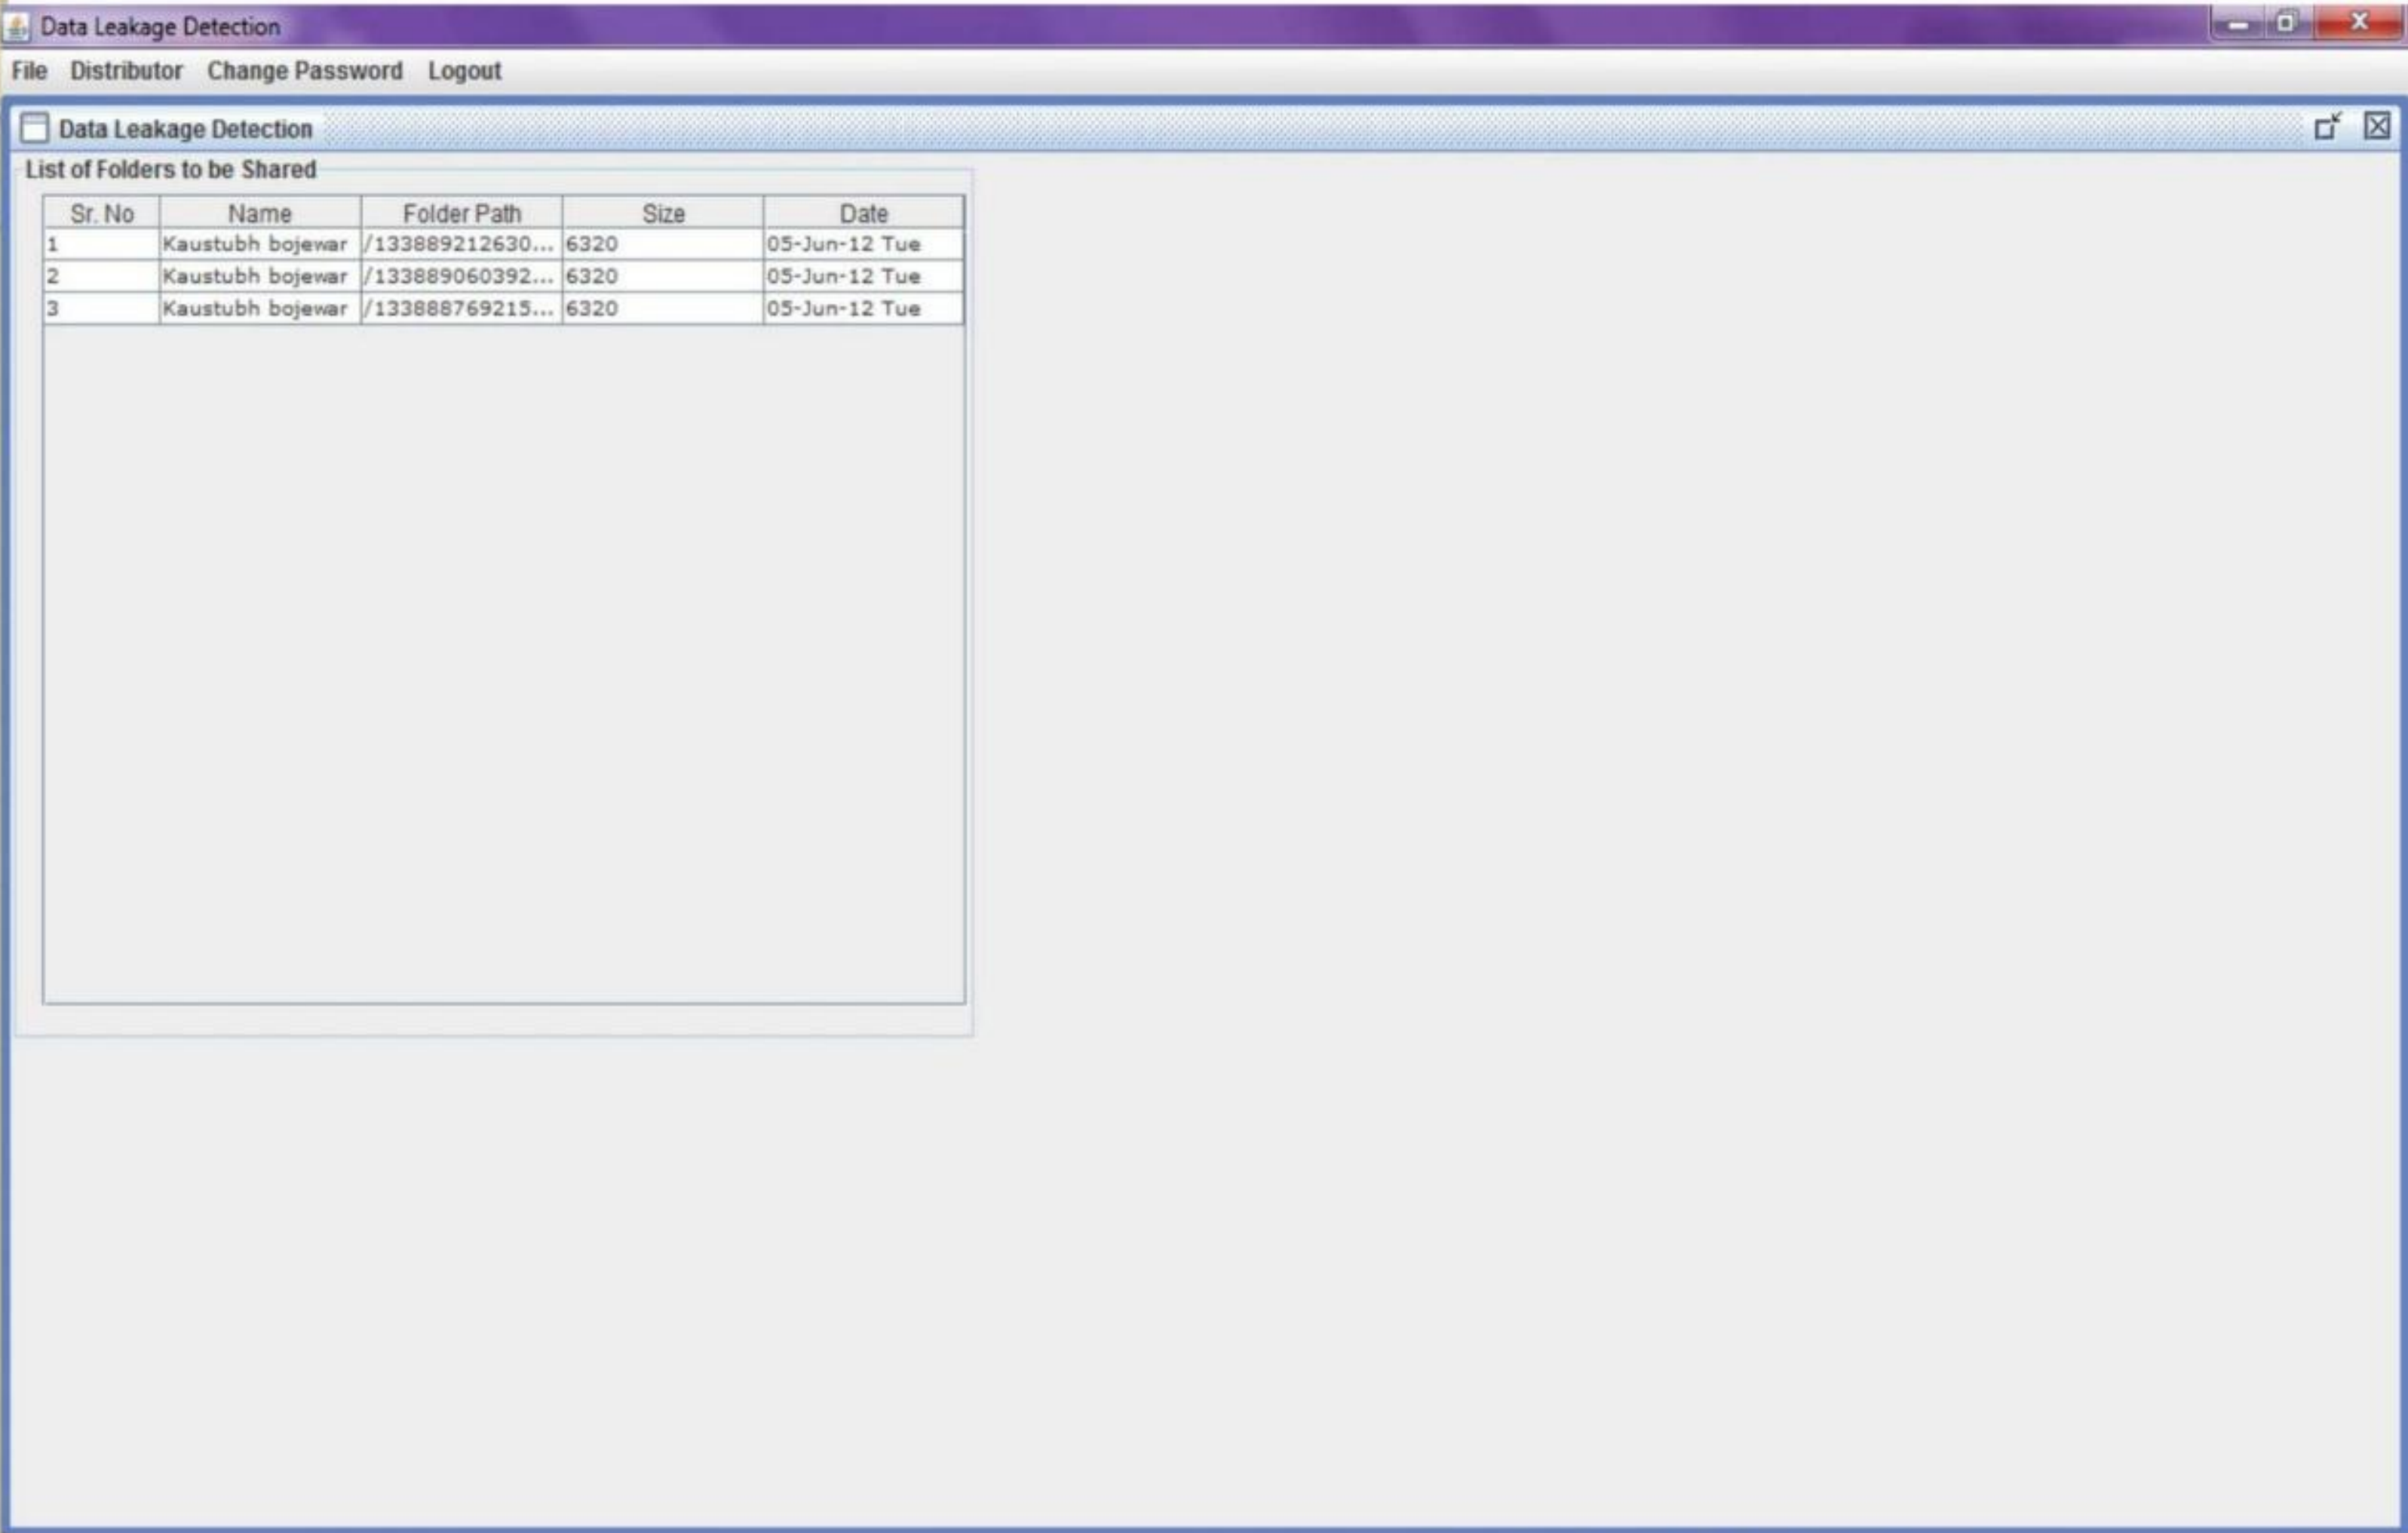 Data Leakage Detection
File Distributor Change Password Logout
Data Leakage Detection
List of Folders to be Shared
Sr. No Name Folder Path Size Date
1 Kaustubh bojewar /133889212630... 6320 05-Jun-12 Tue
2 Kaustubh bojewar /133889060392... 6320 05-Jun-12 Tue
3 Kaustubh bojewar /133888769215... 6320 05-Jun-12 Tue